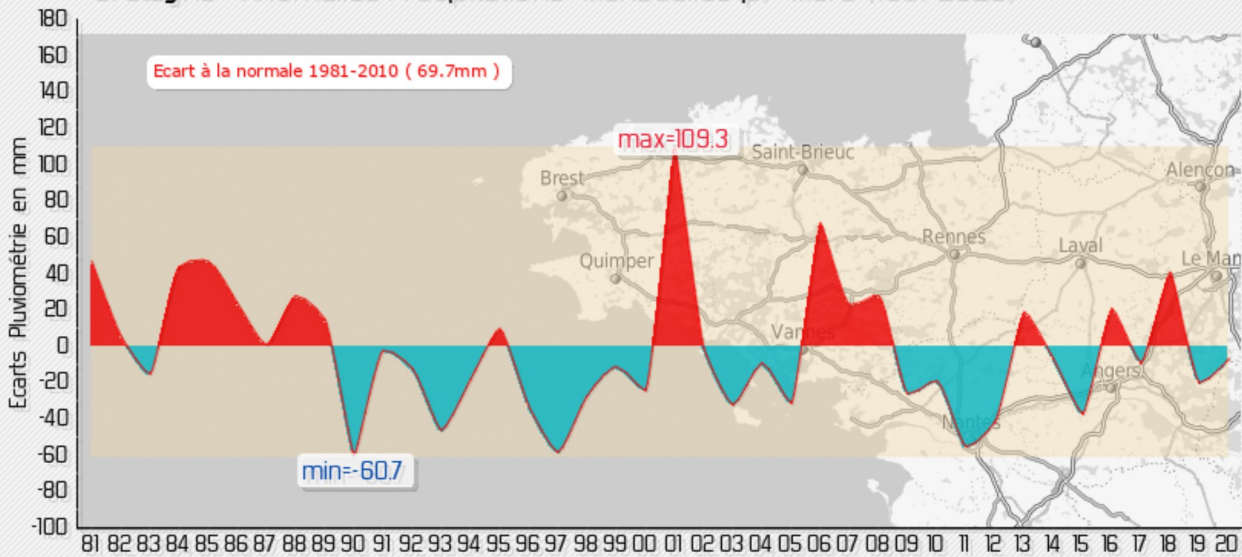 180
160
140
120
100
80
60
40
20
0
-20
-40
-60
-80
-100
Ecarts Pluviométrie en mm
Ecart à la normale 1981-2010 ( 69.7mm )
max=109.3
min=-60.7
Saint-Brieuc
Alençon
Brest
Rennes
Laval
Quimper
Le Man
Vannes
Angers
Nantes
81 82 83 84 85 86 87 88 89 90 91 92 93 94 95 96 97 98 99 00 01 02 03 04 05 06 07 08 09 10 11 12 13 14 15 16 17 18 19 20